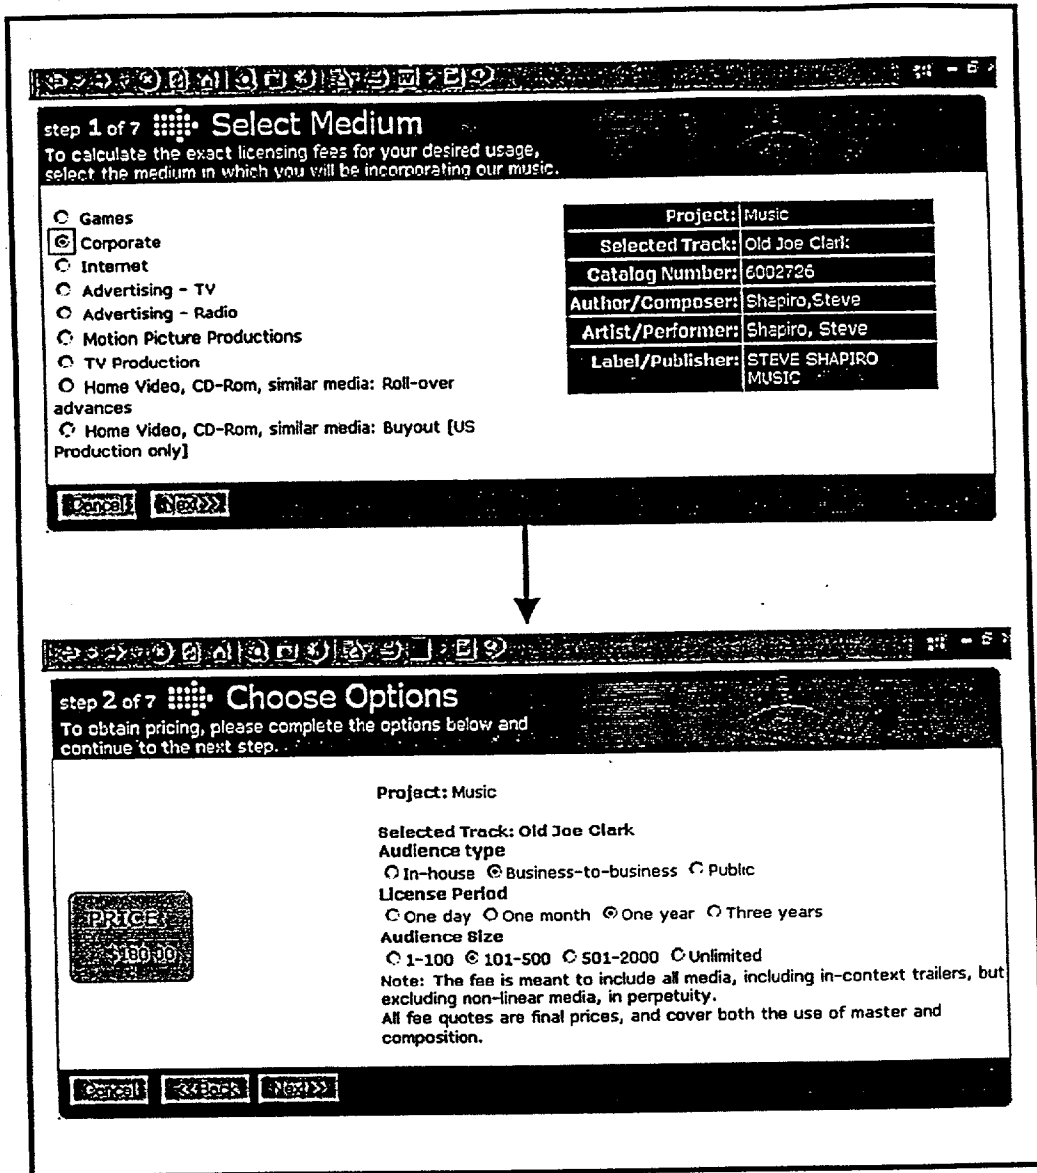 step 1 of 7 Select Medium
To calculate the exact licensing fees for your desired usage,
select the medium in which you will be incorporating our music.
Games
Corporate
Internet
Advertising - TV
Advertising - Radio
Motion Picture Productions
TV Production
Home Video, CD-Rom, similar media: Roll-over
advances
Home Video, CD-Rom, similar media: Buyout [US
Production only]
Project: Music
Selected Track: Old Joe Clark
Catalog Number: 6002726
Author/Composer: Shapiro,Steve
Artist/Performer: Shapiro, Steve
Label/Publisher: STEVE SHAPIRO
MUSIC
Cancel Next>>
step 2 of 7 Choose Options
To obtain pricing, please complete the options below and
continue to the next step.
Project: Music
Selected Track: Old Joe Clark
Audience type
In-house Business-to-business Public
License Period
One day One month One year Three years
Audience Size
1-100 101-500 501-2000 Unlimited
Note: The fee is meant to include all media, including in-context trailers, but
excluding non-linear media, in perpetuity.
All fee quotes are final prices, and cover both the use of master and
composition.
PRICE:
$180.00
Cancel <<Back Next>>